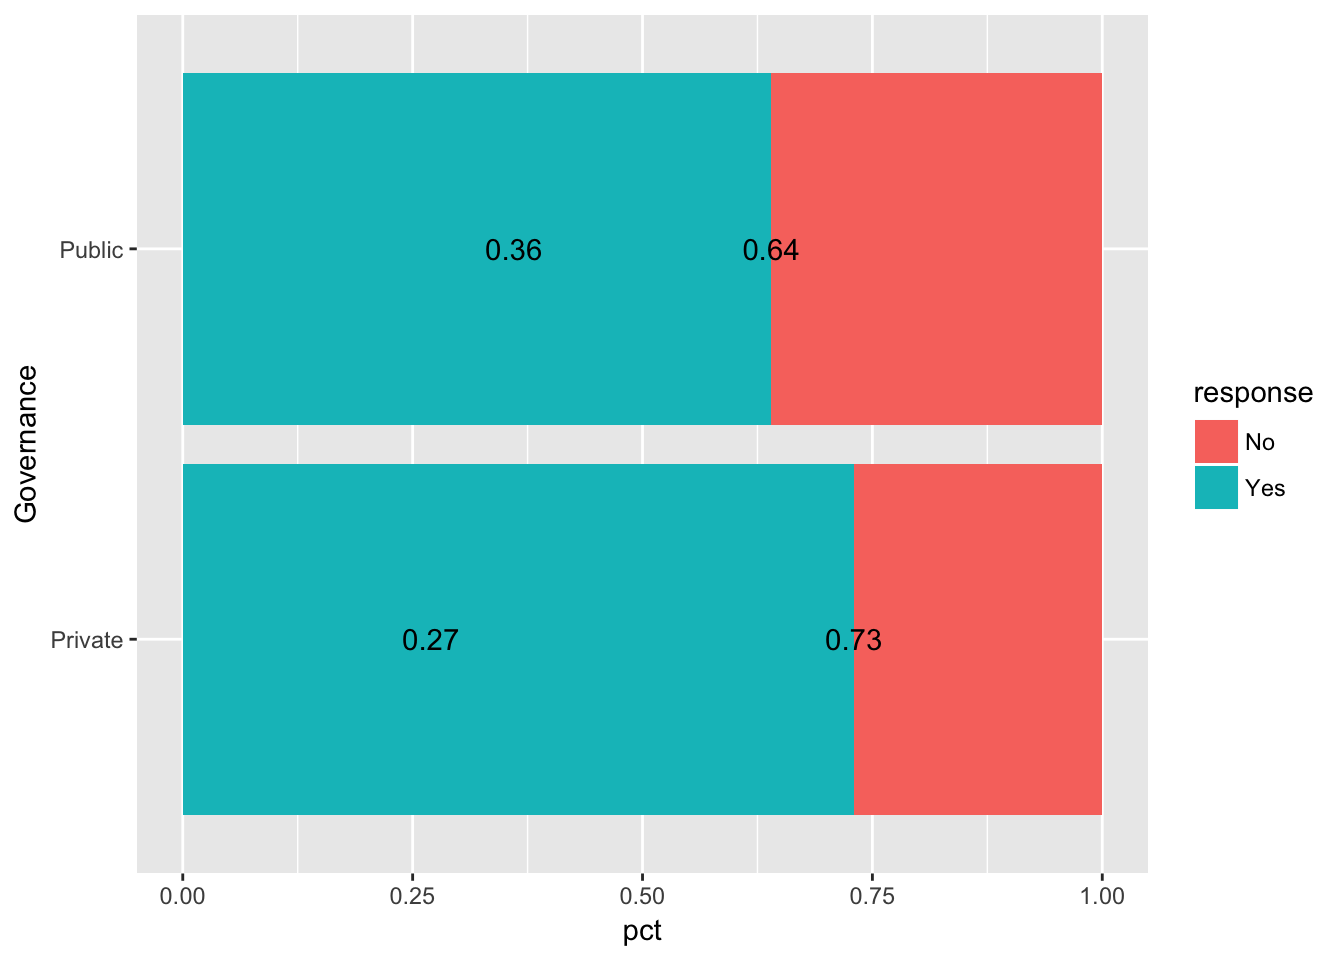 Public
0.36
0.64
Governance
response
No
Yes
Private
0.27
0.73
0.00
0.25
0.50
0.75
1.00
pct